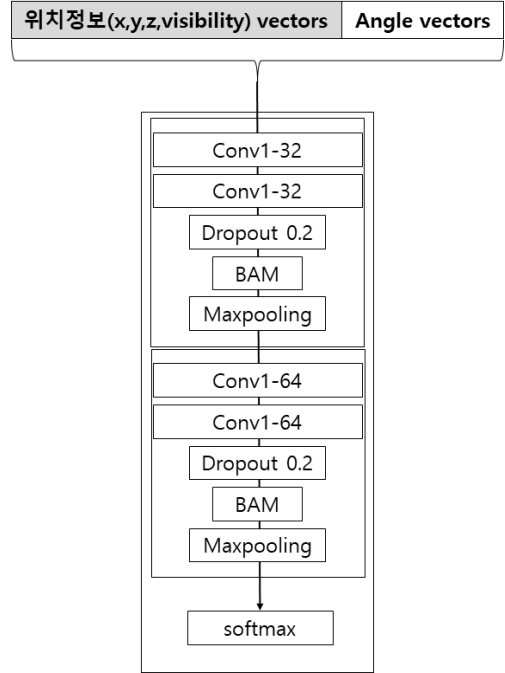 위치정보(x,y,z,visibility) vectors Angle vectors
Conv1-32
Conv1-32
Dropout 0.2
BAM
Maxpooling
Conv1-64
Conv1-64
Dropout 0.2
BAM
Maxpooling
softmax